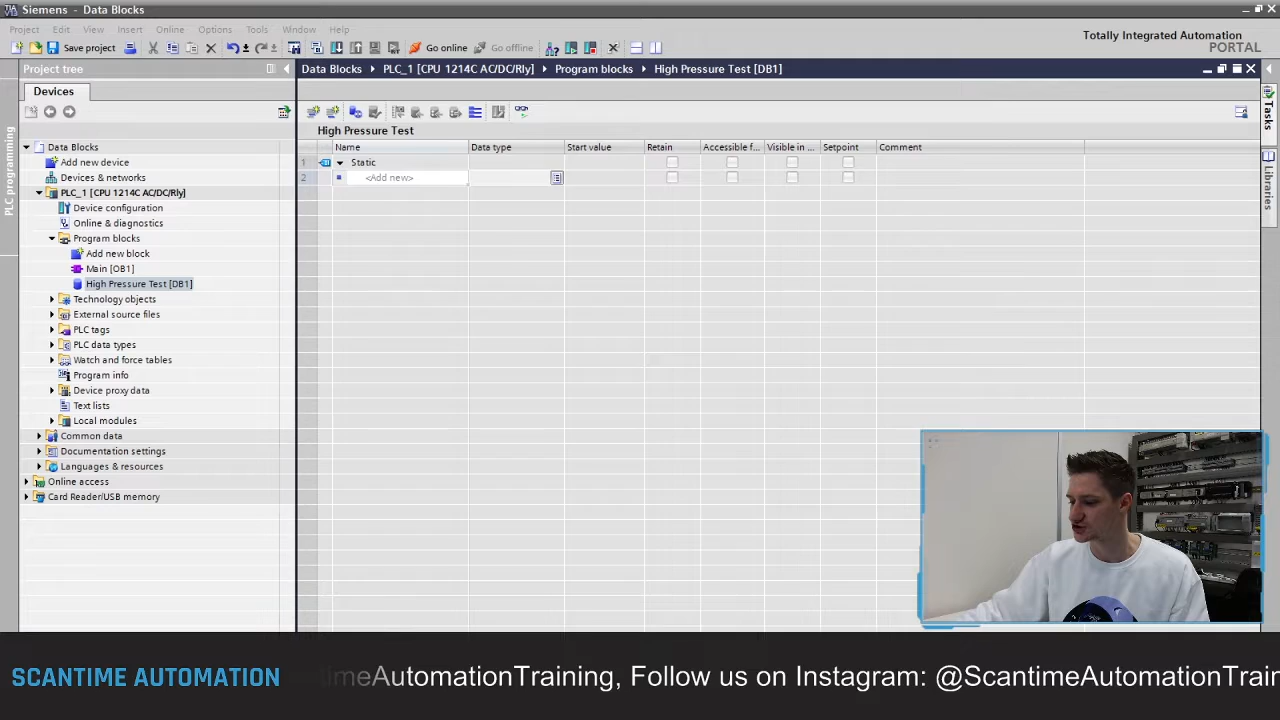 Siemens - Data Blocks
Project Edit View Insert Online Options Tools Window Help
Totally Integrated Automation
PORTAL
Save project
Go online
Go offline
Project tree
Data Blocks PLC_1 [CPU 1214C AC/DC/Rly] Program blocks High Pressure Test [DB1]
Devices
PLC programming
Tasks
Libraries
High Pressure Test
Name Data type Start value Retain Accessible f... Visible in ... Setpoint Comment
1 Static
2 <Add new>
Data Blocks
Add new device
Devices & networks
PLC_1 [CPU 1214C AC/DC/Rly]
Device configuration
Online & diagnostics
Program blocks
Add new block
Main [OB1]
High Pressure Test [DB1]
Technology objects
External source files
PLC tags
PLC data types
Watch and force tables
Program info
Device proxy data
Text lists
Local modules
Common data
Documentation settings
Languages & resources
Online access
Card Reader/USB memory
SCANTIME AUTOMATION
timeAutomationTraining, Follow us on Instagram: @ScantimeAutomationTrain